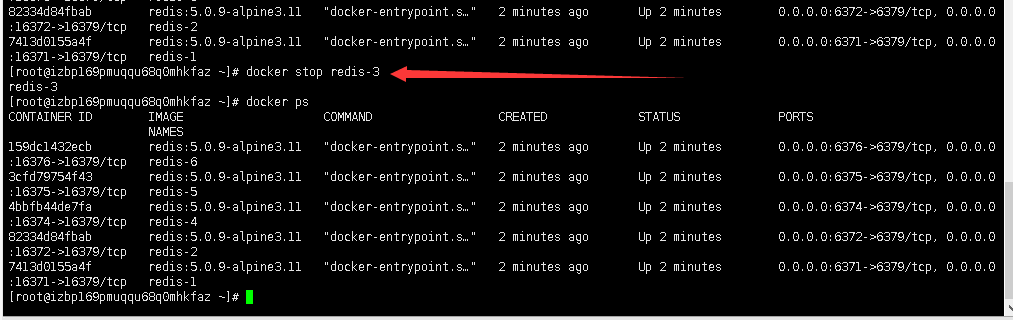 82334d84fbab        redis:5.0.9-alpine3.11   "docker-entrypoint.s…"   2 minutes ago       Up 2 minutes        0.0.0.0:6372->6379/tcp, 0.0.0.0
:16372->16379/tcp   redis-2
7413d0155a4f        redis:5.0.9-alpine3.11   "docker-entrypoint.s…"   2 minutes ago       Up 2 minutes        0.0.0.0:6371->6379/tcp, 0.0.0.0
:16371->16379/tcp   redis-1
[root@izbp169pmuqqu68q0mhkfaz ~]# docker stop redis-3
redis-3
[root@izbp169pmuqqu68q0mhkfaz ~]# docker ps
CONTAINER ID        IMAGE                    COMMAND                  CREATED             STATUS              PORTS
NAMES
159dc1432ecb        redis:5.0.9-alpine3.11   "docker-entrypoint.s…"   2 minutes ago       Up 2 minutes        0.0.0.0:6376->6379/tcp, 0.0.0.0
:16376->16379/tcp   redis-6
3cfd79754f43        redis:5.0.9-alpine3.11   "docker-entrypoint.s…"   2 minutes ago       Up 2 minutes        0.0.0.0:6375->6379/tcp, 0.0.0.0
:16375->16379/tcp   redis-5
4bbfb44de7fa        redis:5.0.9-alpine3.11   "docker-entrypoint.s…"   2 minutes ago       Up 2 minutes        0.0.0.0:6374->6379/tcp, 0.0.0.0
:16374->16379/tcp   redis-4
82334d84fbab        redis:5.0.9-alpine3.11   "docker-entrypoint.s…"   2 minutes ago       Up 2 minutes        0.0.0.0:6372->6379/tcp, 0.0.0.0
:16372->16379/tcp   redis-2
7413d0155a4f        redis:5.0.9-alpine3.11   "docker-entrypoint.s…"   2 minutes ago       Up 2 minutes        0.0.0.0:6371->6379/tcp, 0.0.0.0
:16371->16379/tcp   redis-1
[root@izbp169pmuqqu68q0mhkfaz ~]#